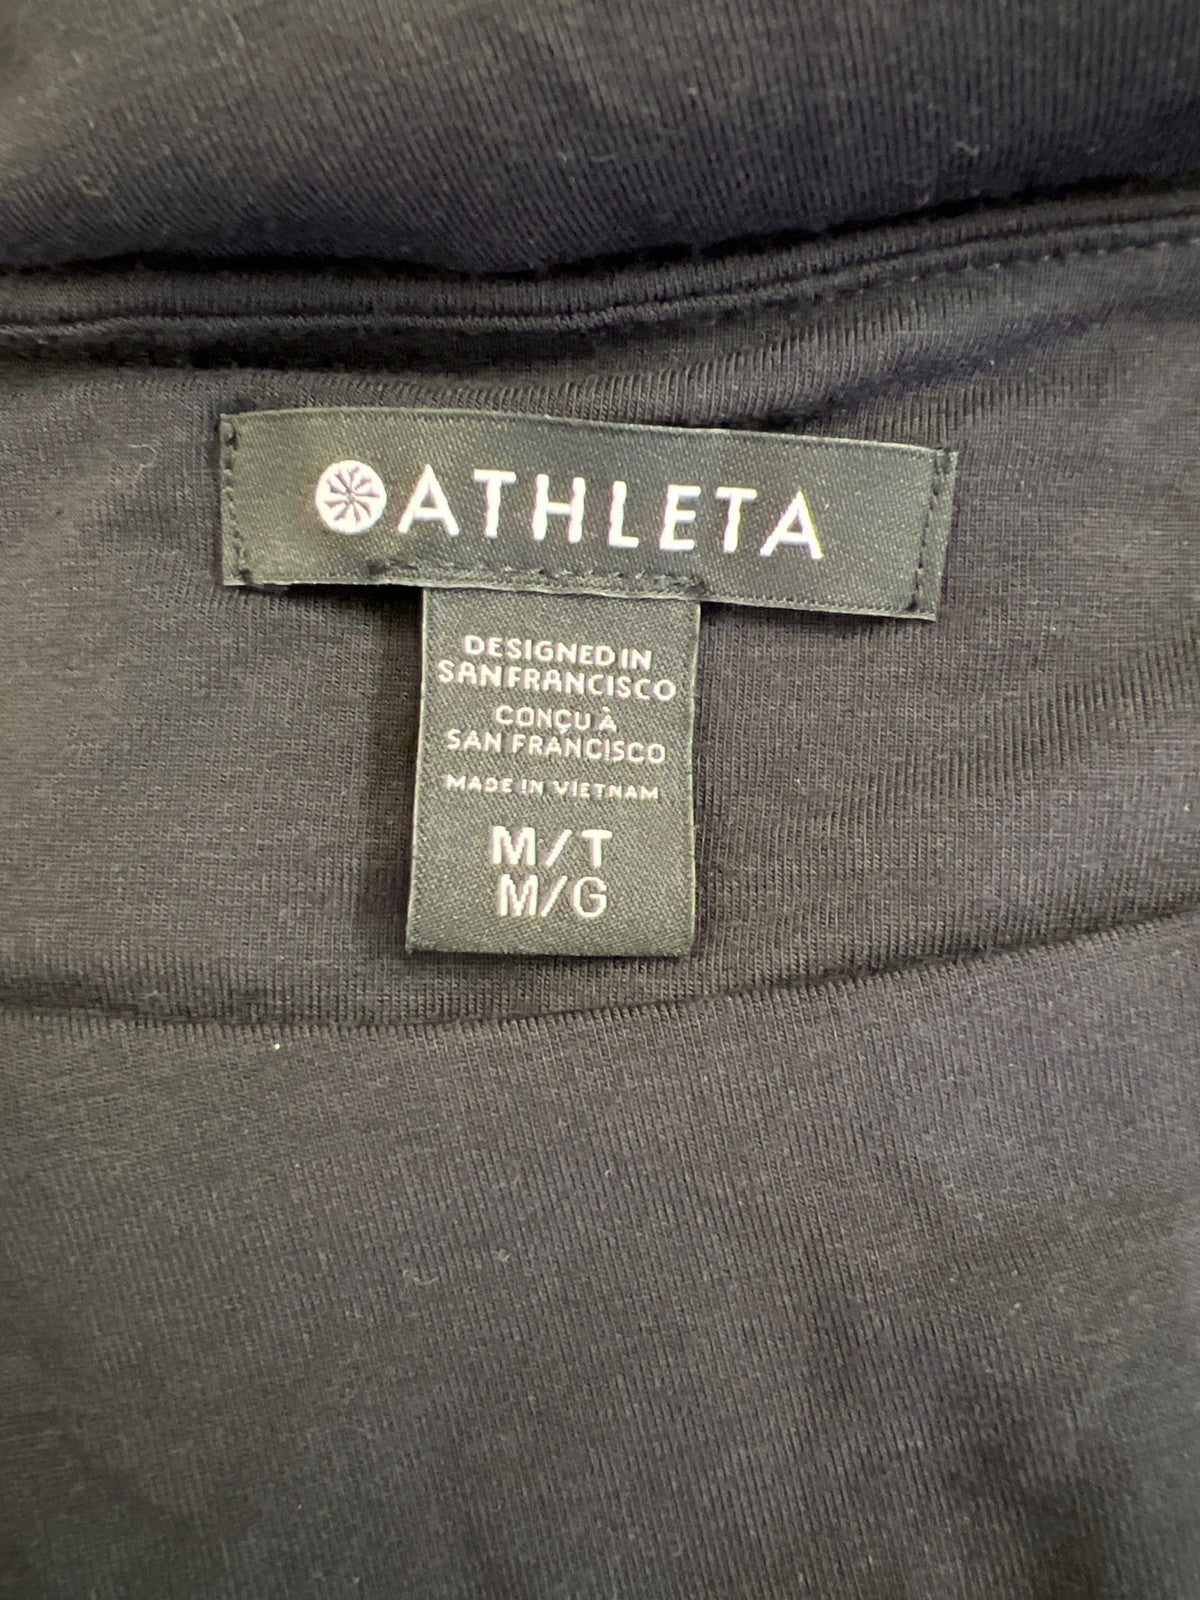 ATHLETA
DESIGNED IN
SAN FRANCISCO
CONÇU À
SAN FRANCISCO
MADE IN VIETNAM
M/T
M/G